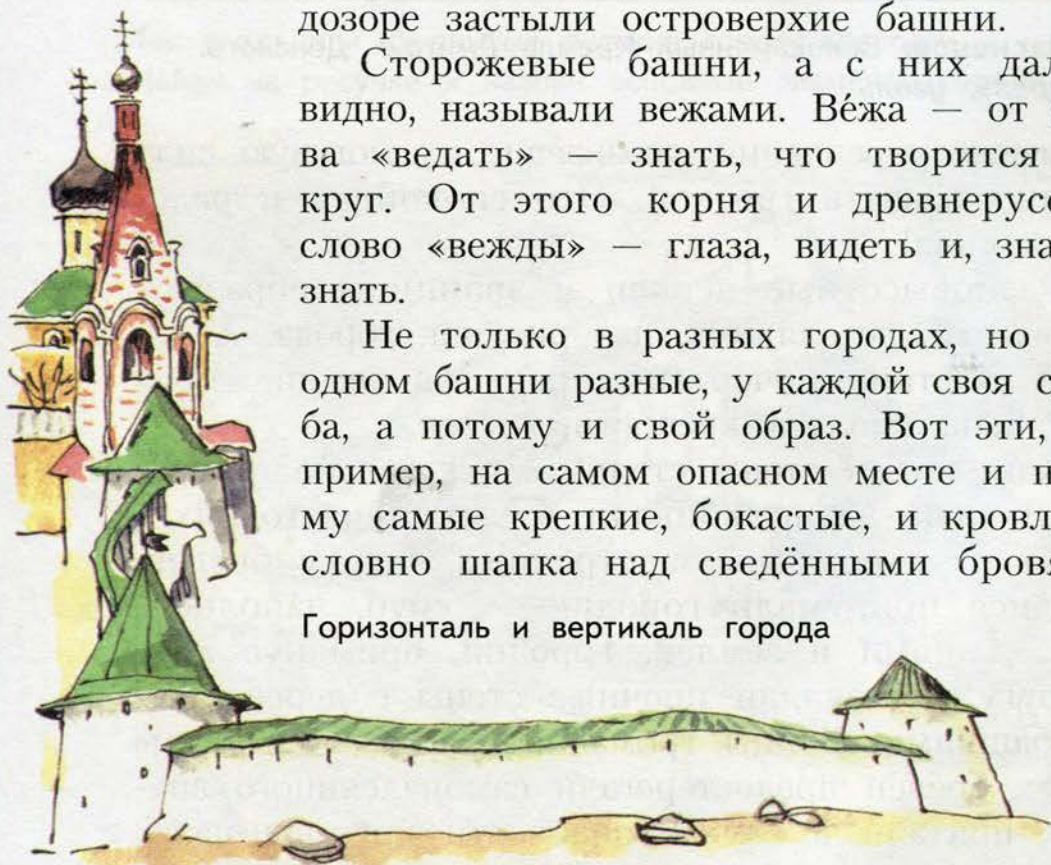 дозоре застыли островерхие башни.
Сторожевые башни, а с них дал
видно, называли вежами. Ве́жа — от
ва «ведать» — знать, что творится
круг. От этого корня и древнерусс
слово «вежды» — глаза, видеть и, зна
знать.
Не только в разных городах, но
одном башни разные, у каждой своя с
ба, а потому и свой образ. Вот эти,
пример, на самом опасном месте и п
му самые крепкие, бокастые, и кровл
словно шапка над сведёнными бровя
Горизонталь и вертикаль города